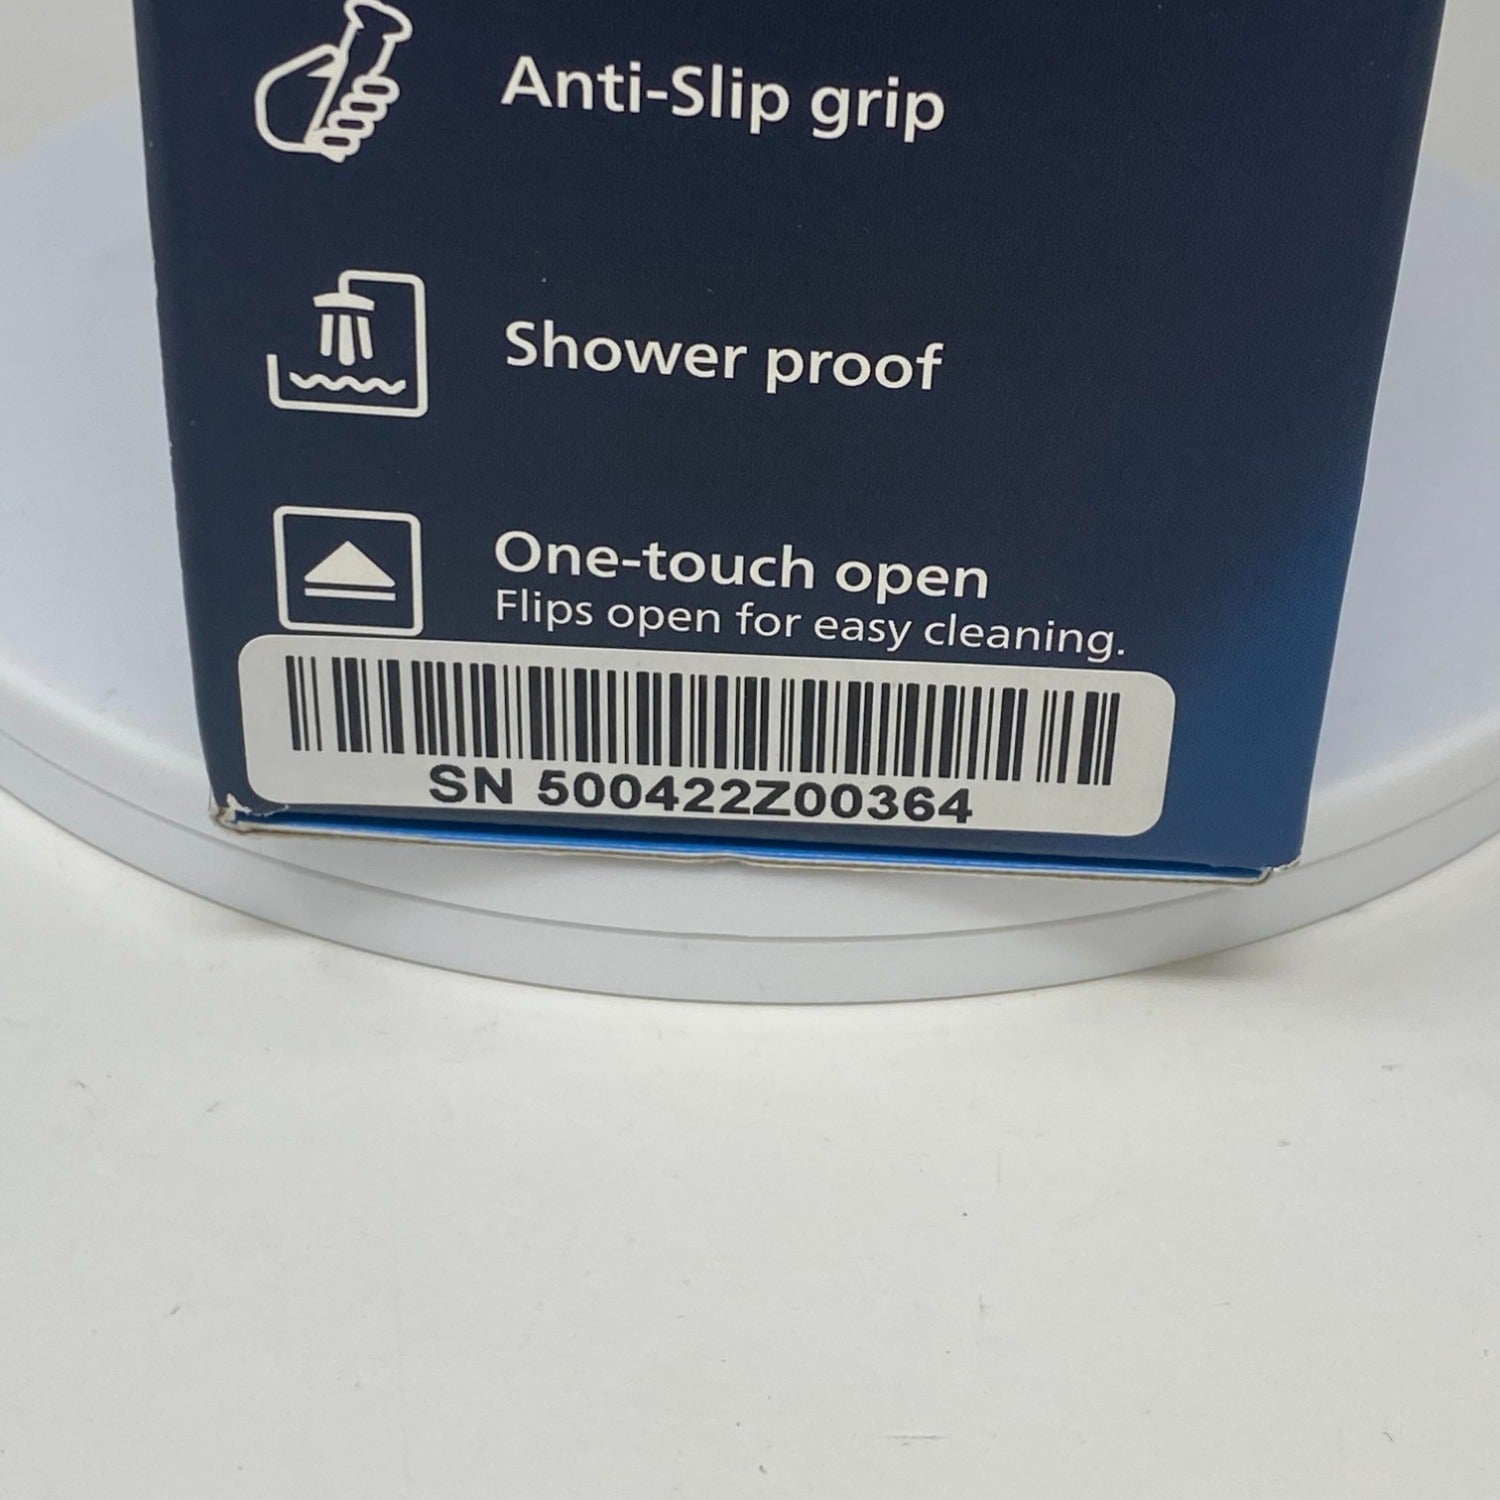 Anti-Slip grip
Shower proof
One-touch open
Flips open for easy cleaning.
SN 500422Z00364